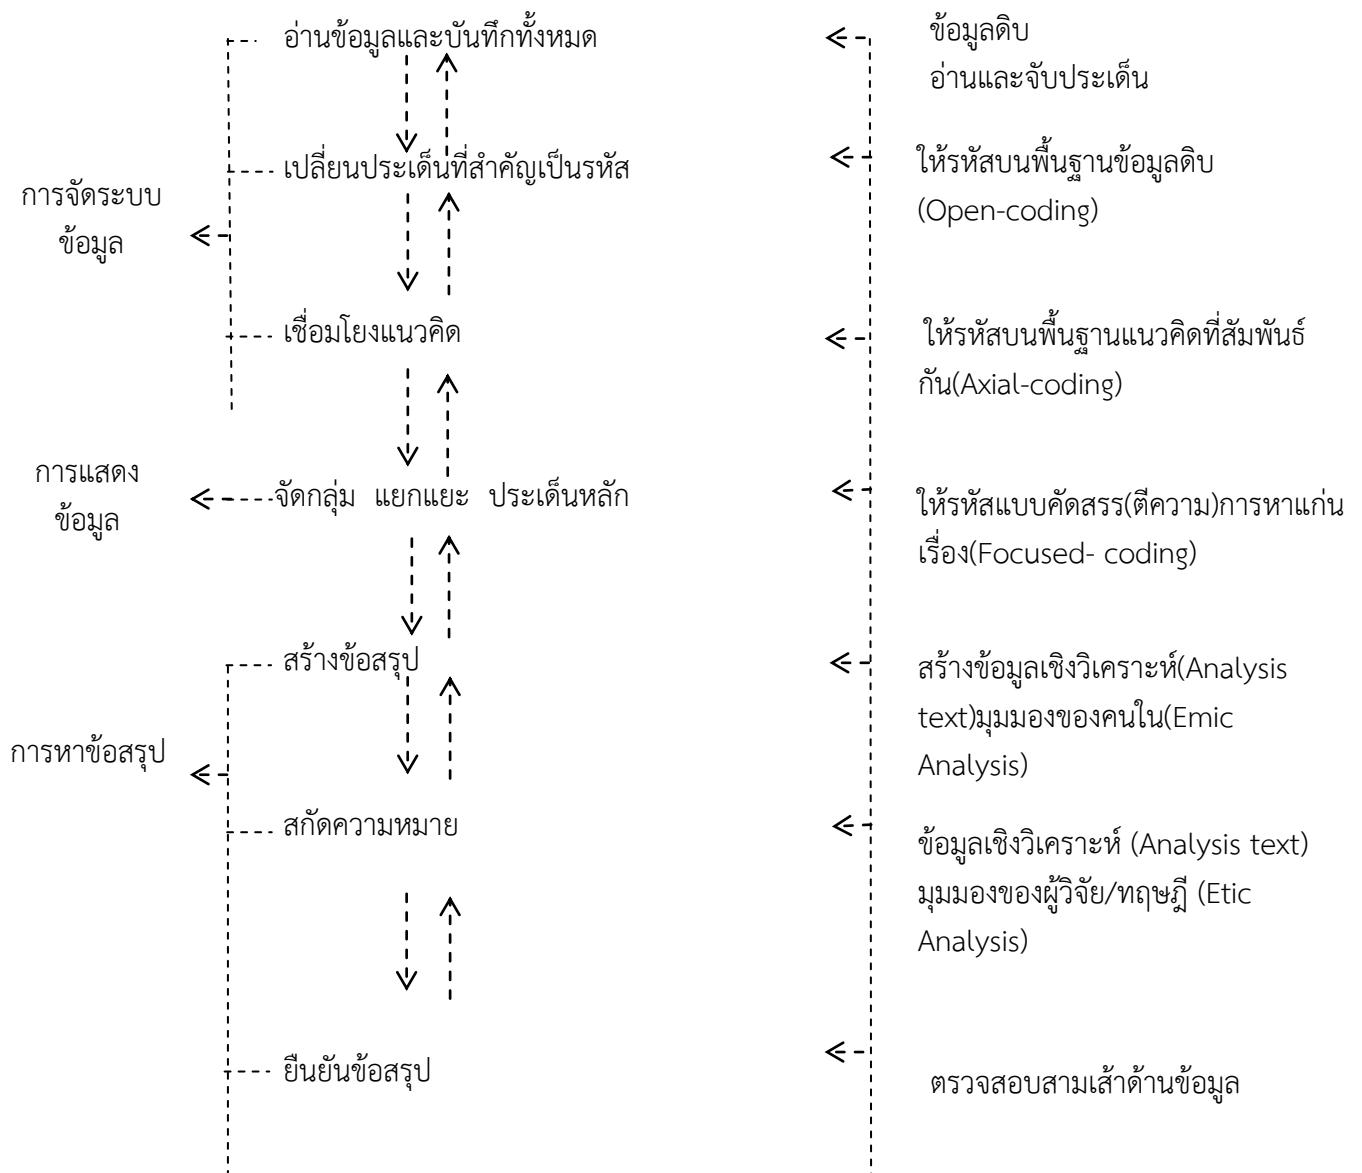 อ่านข้อมูลและบันทึกทั้งหมด
ข้อมูลดิบ
อ่านและจับประเด็น
เปลี่ยนประเด็นที่สำคัญเป็นรหัส
ให้รหัสบนพื้นฐานข้อมูลดิบ
(Open-coding)
การจัดระบบ
ข้อมูล
เชื่อมโยงแนวคิด
ให้รหัสบนพื้นฐานแนวคิดที่สัมพันธ์
กัน(Axial-coding)
การแสดง
ข้อมูล
จัดกลุ่ม แยกแยะ ประเด็นหลัก
ให้รหัสแบบคัดสรร(ตีความ)การหาแก่น
เรื่อง(Focused- coding)
สร้างข้อสรุป
สร้างข้อมูลเชิงวิเคราะห์(Analysis
text)มุมมองของคนใน(Emic
Analysis)
การหาข้อสรุป
สกัดความหมาย
ข้อมูลเชิงวิเคราะห์ (Analysis text)
มุมมองของผู้วิจัย/ทฤษฎี (Etic
Analysis)
ยืนยันข้อสรุป
ตรวจสอบสามเส้าด้านข้อมูล